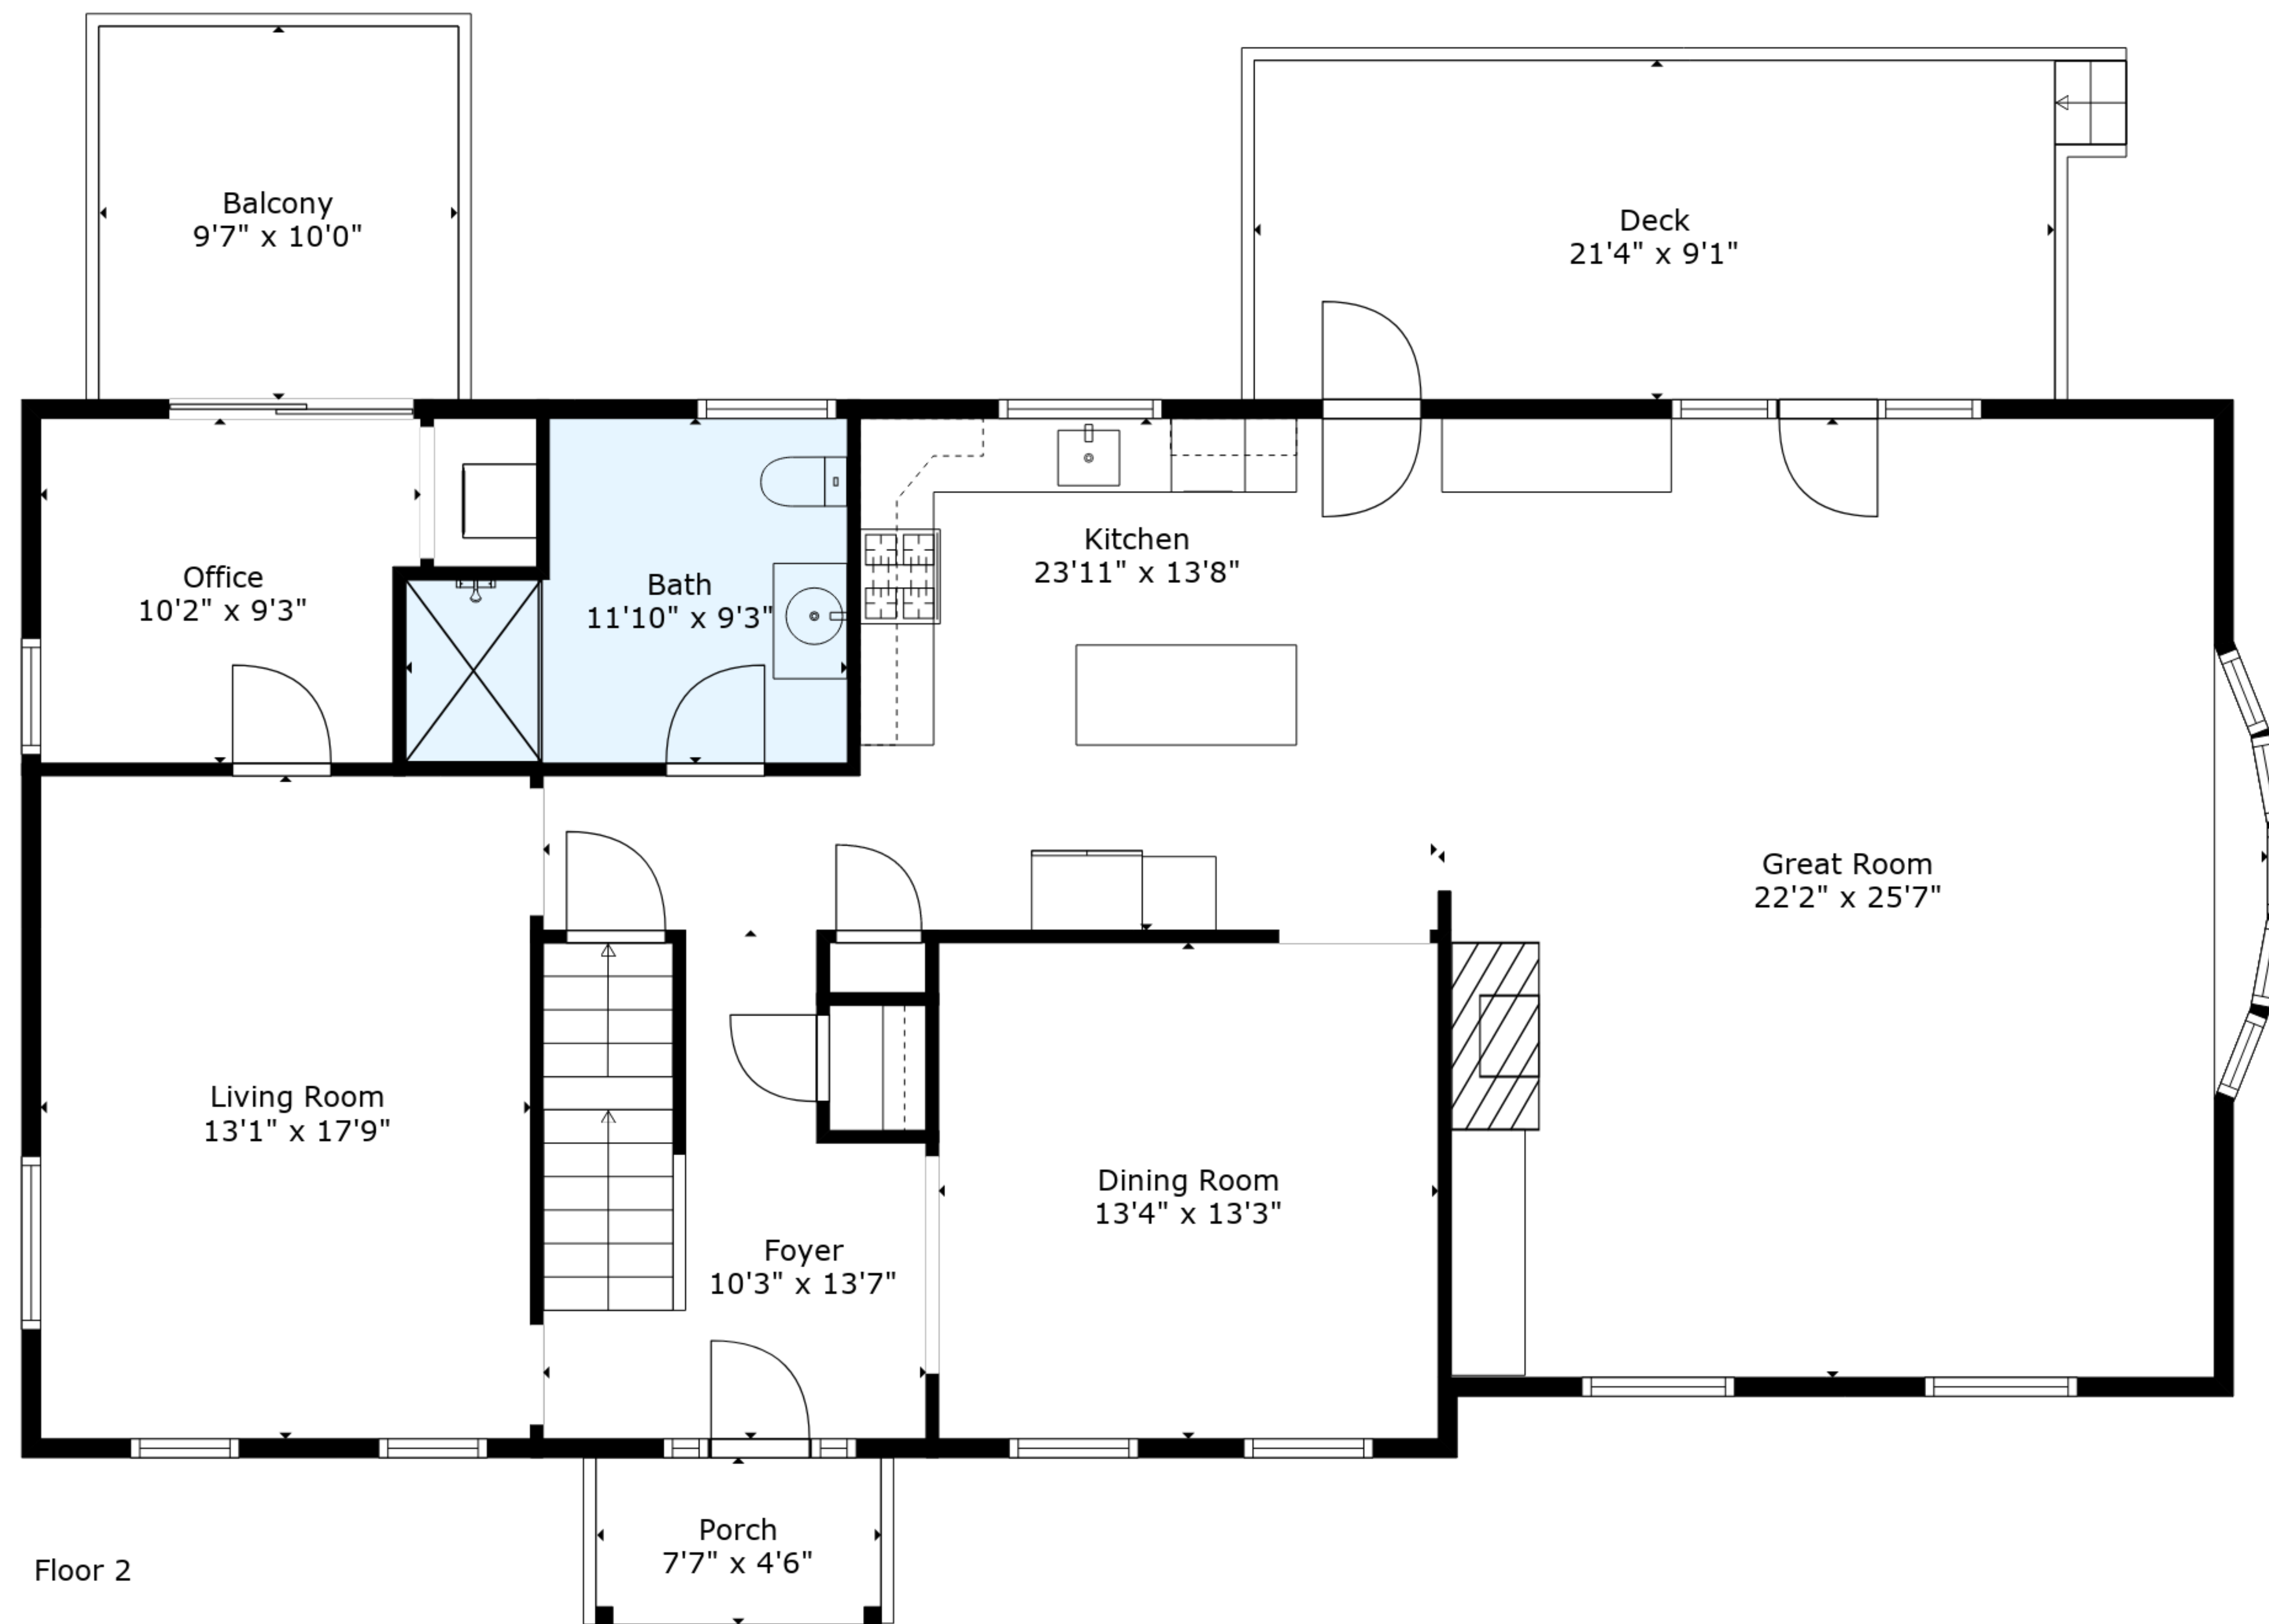 Balcony
9'7" x 10'0"
Deck
21'4" x 9'1"
Office
10'2" x 9'3"
Bath
11'10" x 9'3"
Kitchen
23'11" x 13'8"
Great Room
22'2" x 25'7"
Living Room
13'1" x 17'9"
Dining Room
13'4" x 13'3"
Foyer
10'3" x 13'7"
Porch
7'7" x 4'6"
Floor 2